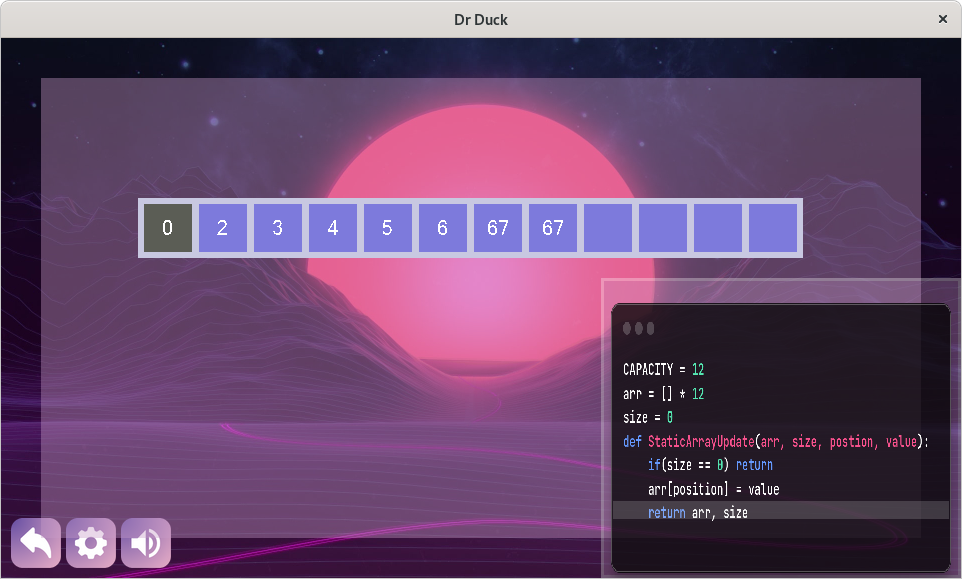 Dr Duck
0 2 3 4 5 6 67 67
CAPACITY = 12
arr = [] * 12
size = 0
def StaticArrayUpdate(arr, size, postion, value):
    if(size == 0) return
    arr[position] = value
    return arr, size